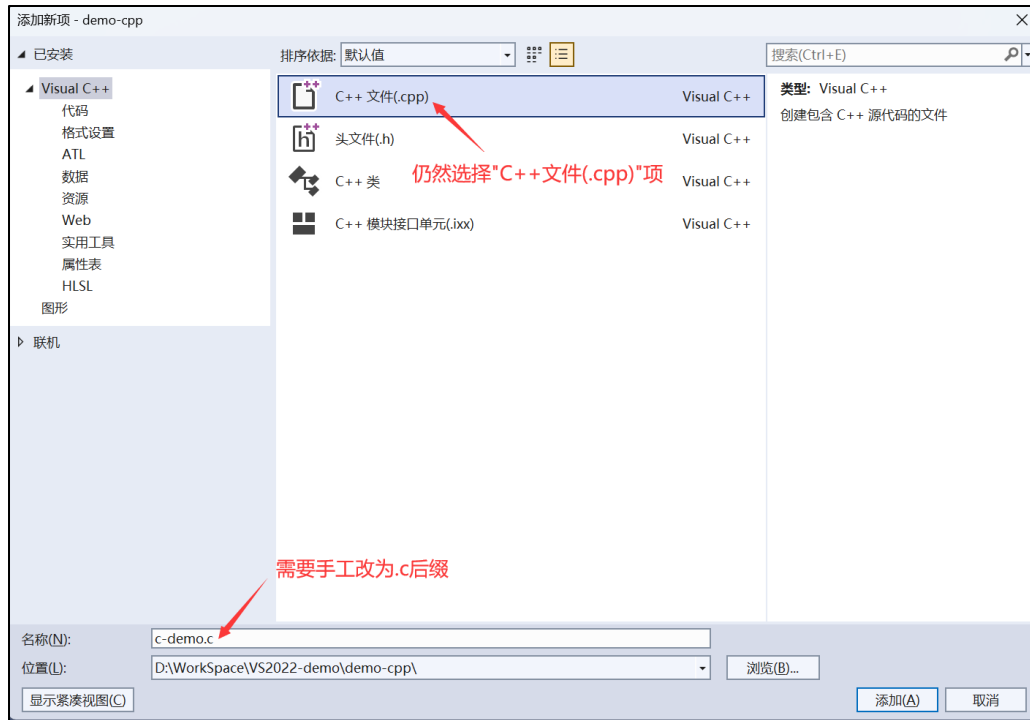 添加新项 - demo-cpp
已安装
排序依据: 默认值
搜索(Ctrl+E)
Visual C++
代码
格式设置
ATL
数据
资源
Web
实用工具
属性表
HLSL
图形
联机
C++ 文件(.cpp) Visual C++
头文件(.h) Visual C++
C++ 类 Visual C++
C++ 模块接口单元(.ixx) Visual C++
仍然选择"C++文件(.cpp)"项
类型: Visual C++
创建包含 C++ 源代码的文件
需要手工改为.c后缀
名称(N): c-demo.c
位置(L): D:\WorkSpace\VS2022-demo\demo-cpp\ 浏览(B)...
显示紧凑视图(C) 添加(A) 取消